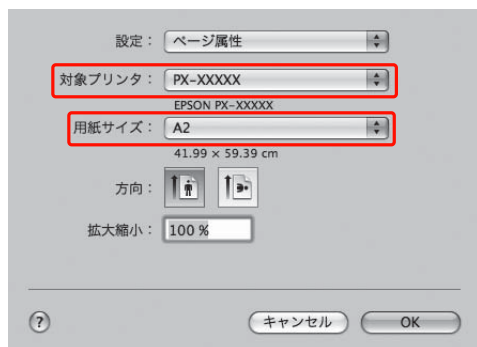 設定： ページ属性
対象プリンタ： PX-XXXXX
EPSON PX-XXXXX
用紙サイズ： A2
41.99 × 59.39 cm
方向：
拡大縮小： 100 %
? キャンセル OK